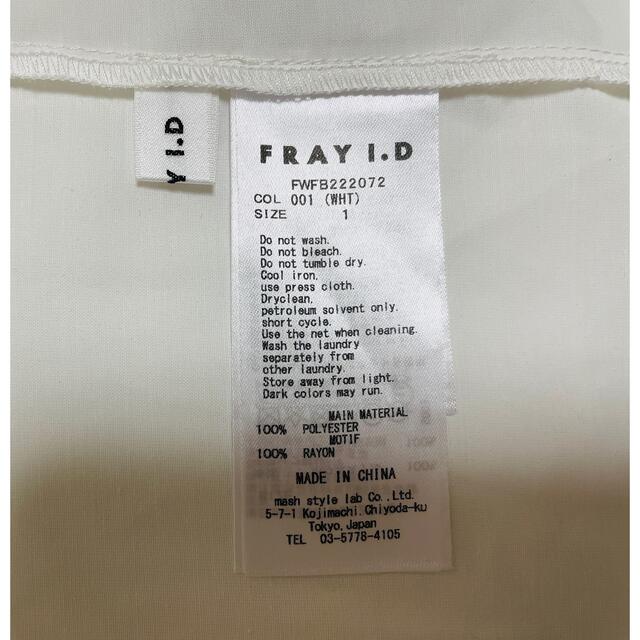 FRAY I.D
Y I.D
FWFB222072
COL 001 (WHT)
SIZE 1
Do not wash.
Do not bleach.
Do not tumble dry.
Cool iron.
use press cloth.
Dryclean,
petroleum solvent only.
short cycle.
Use the net when cleaning.
Wash the laundry
separately from
other laundry.
Store away from light.
Dark colors may run.
MAIN MATERIAL
100% POLYESTER
MOTIF
100% RAYON
MADE IN CHINA
mash style lab Co.,Ltd.
5-7-1 Kojimachi.Chiyoda-ku
Tokyo,Japan
TEL 03-5778-4105